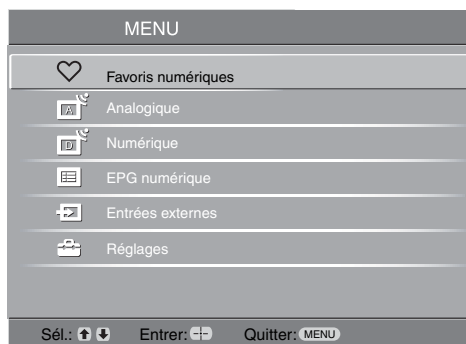 MENU
Favoris numériques
A Analogique
D Numérique
EPG numérique
Entrées externes
Réglages
Sél.: Entrer: Quitter: MENU